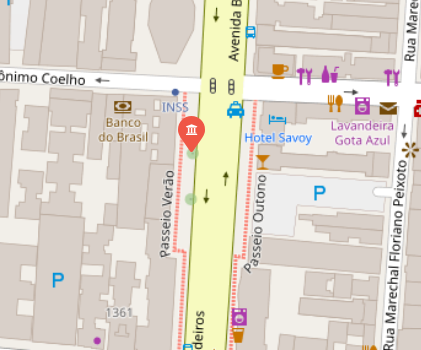 Avenida B
Rua Marec
ônimo Coelho
INSS
Banco
do Brasil
Hotel Savoy
Lavandeira
Gota Azul
P
Passeio Verão
Passeio Outono
Rua Marechal Floriano Peixoto
P
1361
deiros